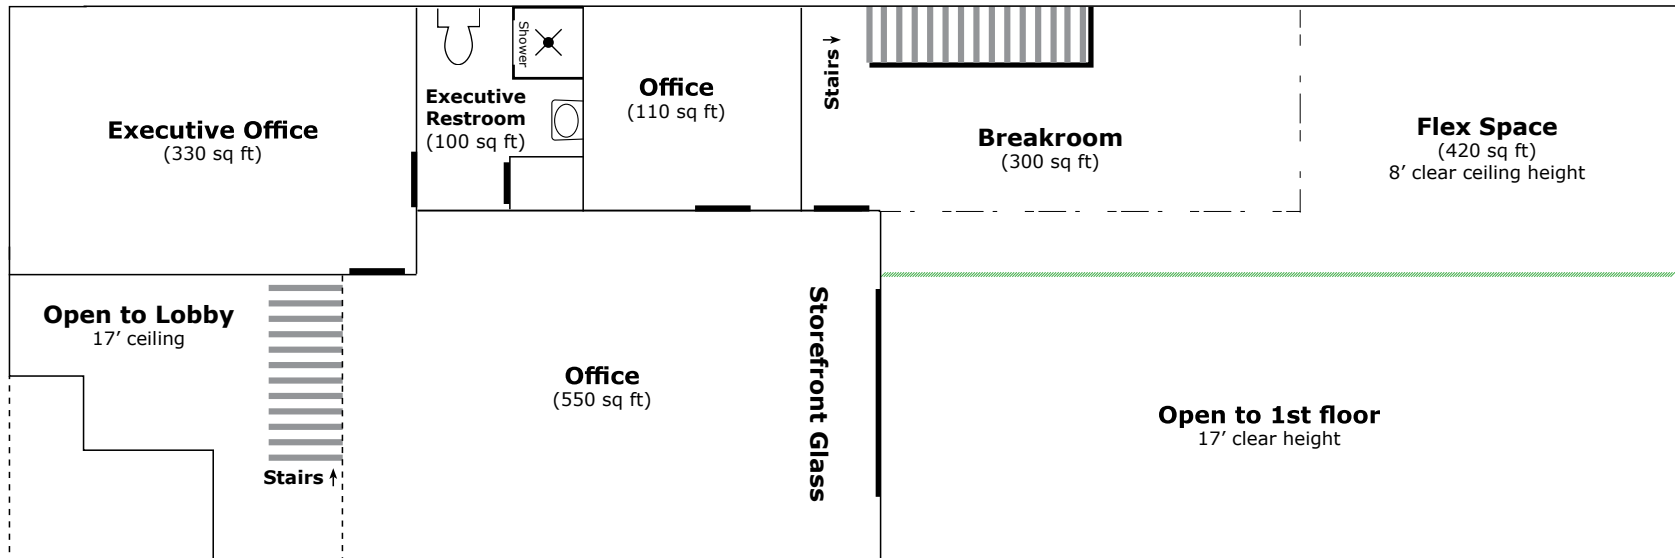 Executive Office
(330 sq ft)
Executive
Restroom
(100 sq ft)
Shower
Office
(110 sq ft)
Stairs ↓
Breakroom
(300 sq ft)
Flex Space
(420 sq ft)
8’ clear ceiling height
Open to Lobby
17’ ceiling
Stairs ↑
Office
(550 sq ft)
Storefront Glass
Open to 1st floor
17’ clear height